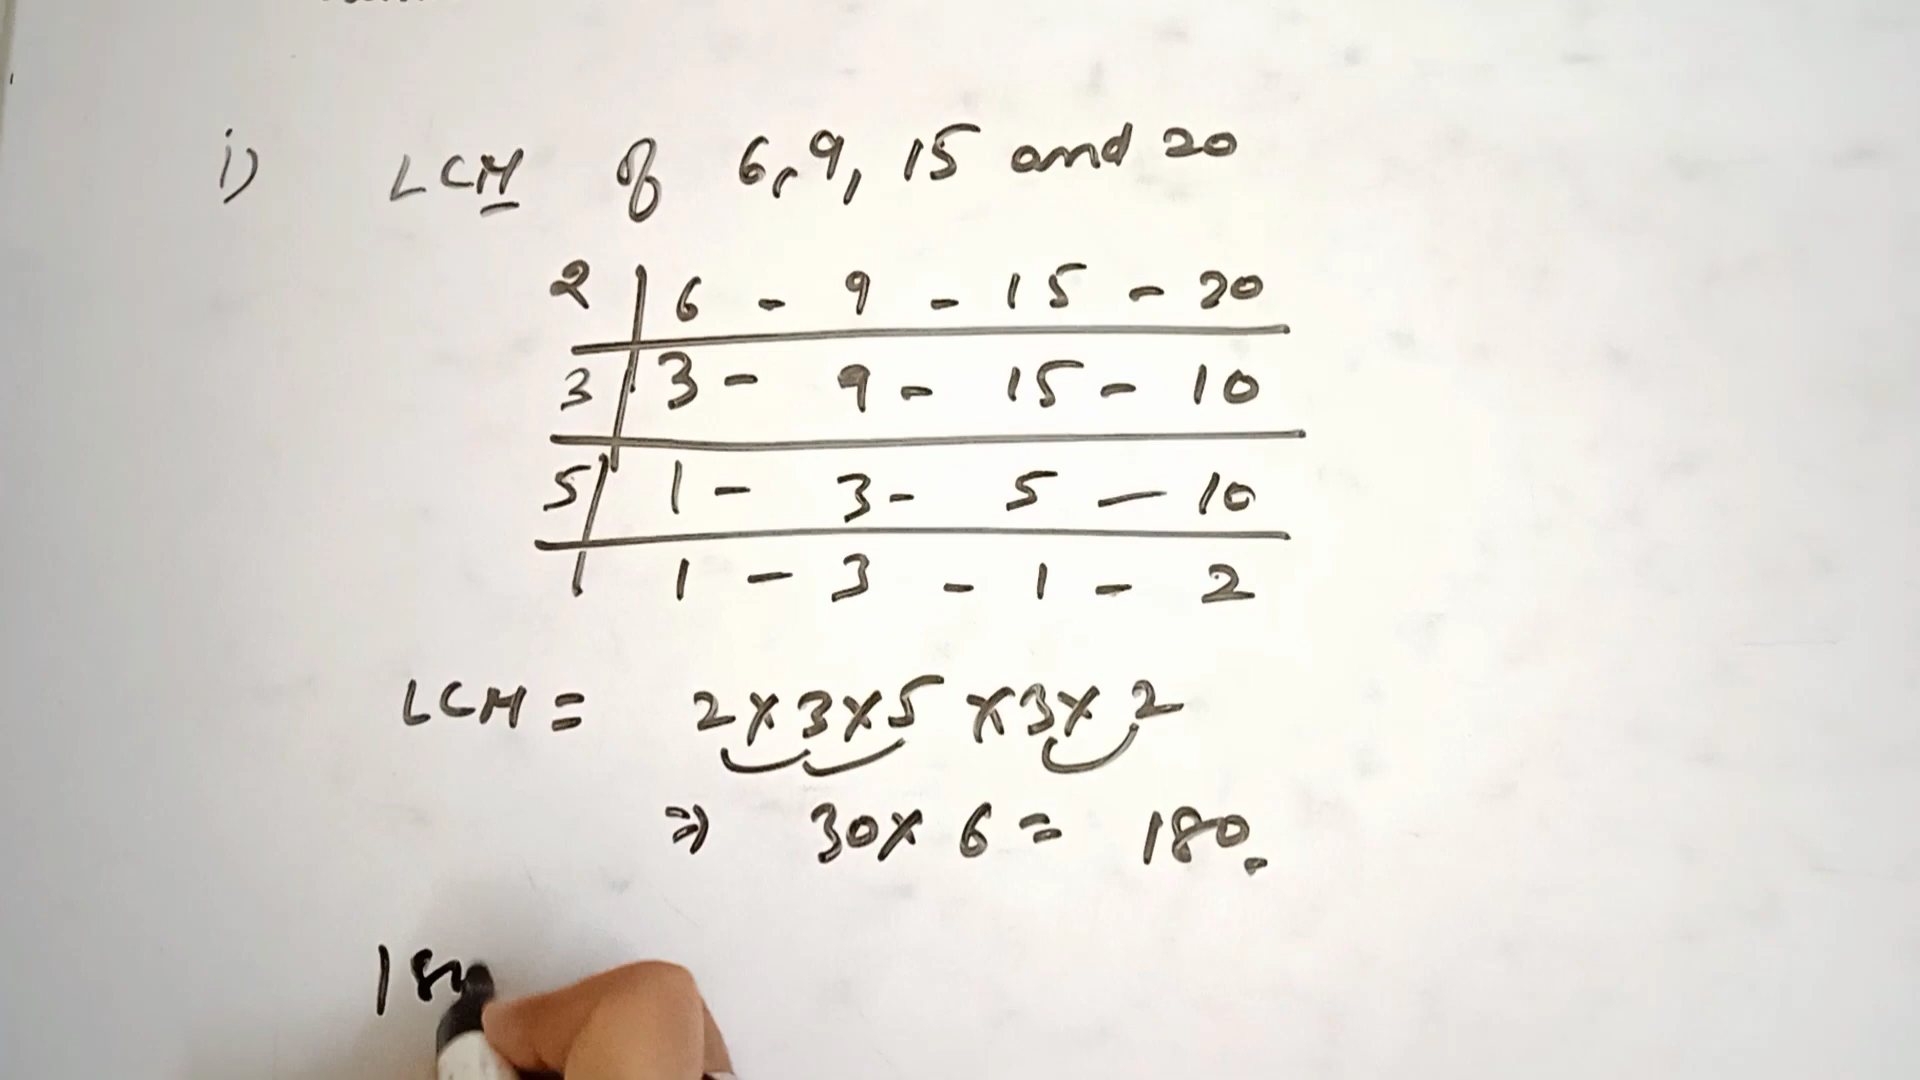 i) LCM of 6, 9, 15 and 20
2 | 6 - 9 - 15 - 20
3 | 3 - 9 - 15 - 10
5 | 1 - 3 - 5 - 10
| 1 - 3 - 1 - 2
LCM = 2 x 3 x 5 x 3 x 2
⇒ 30 x 6 = 180.